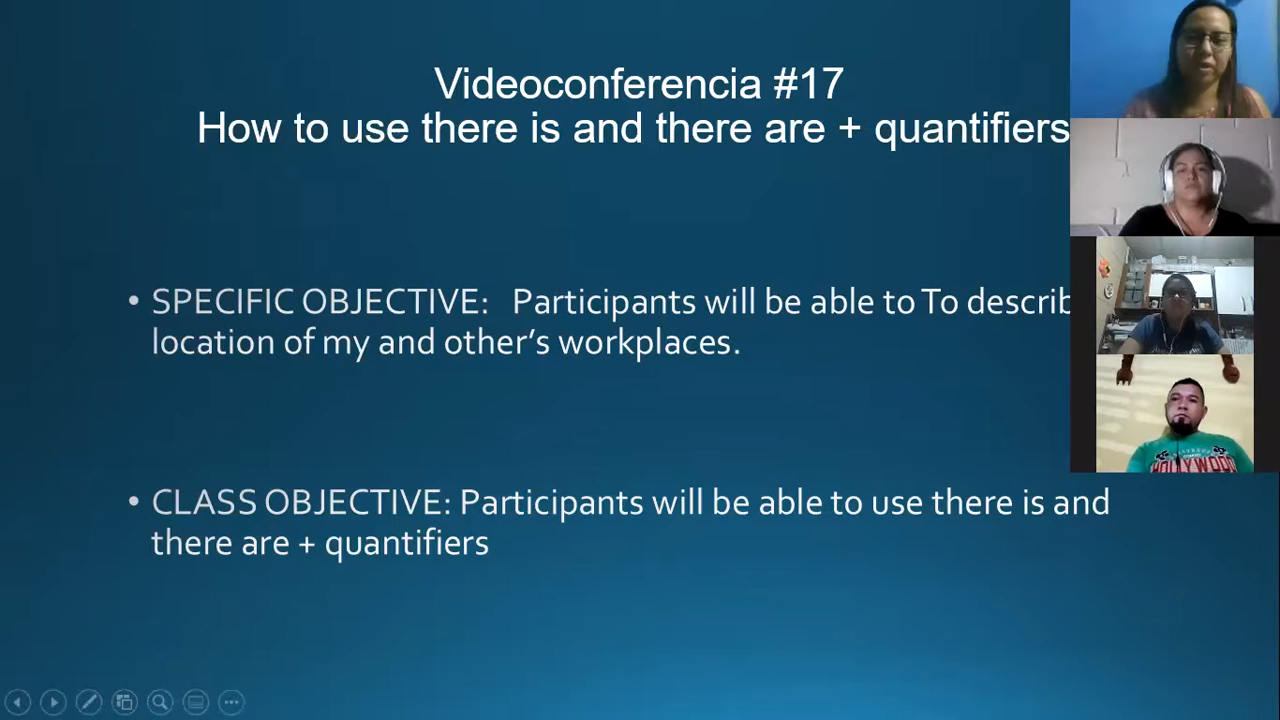 Videoconferencia #17
How to use there is and there are + quantifiers
• SPECIFIC OBJECTIVE: Participants will be able to To describ
location of my and other's workplaces.
• CLASS OBJECTIVE: Participants will be able to use there is and
there are + quantifiers
HOLLYWOOD